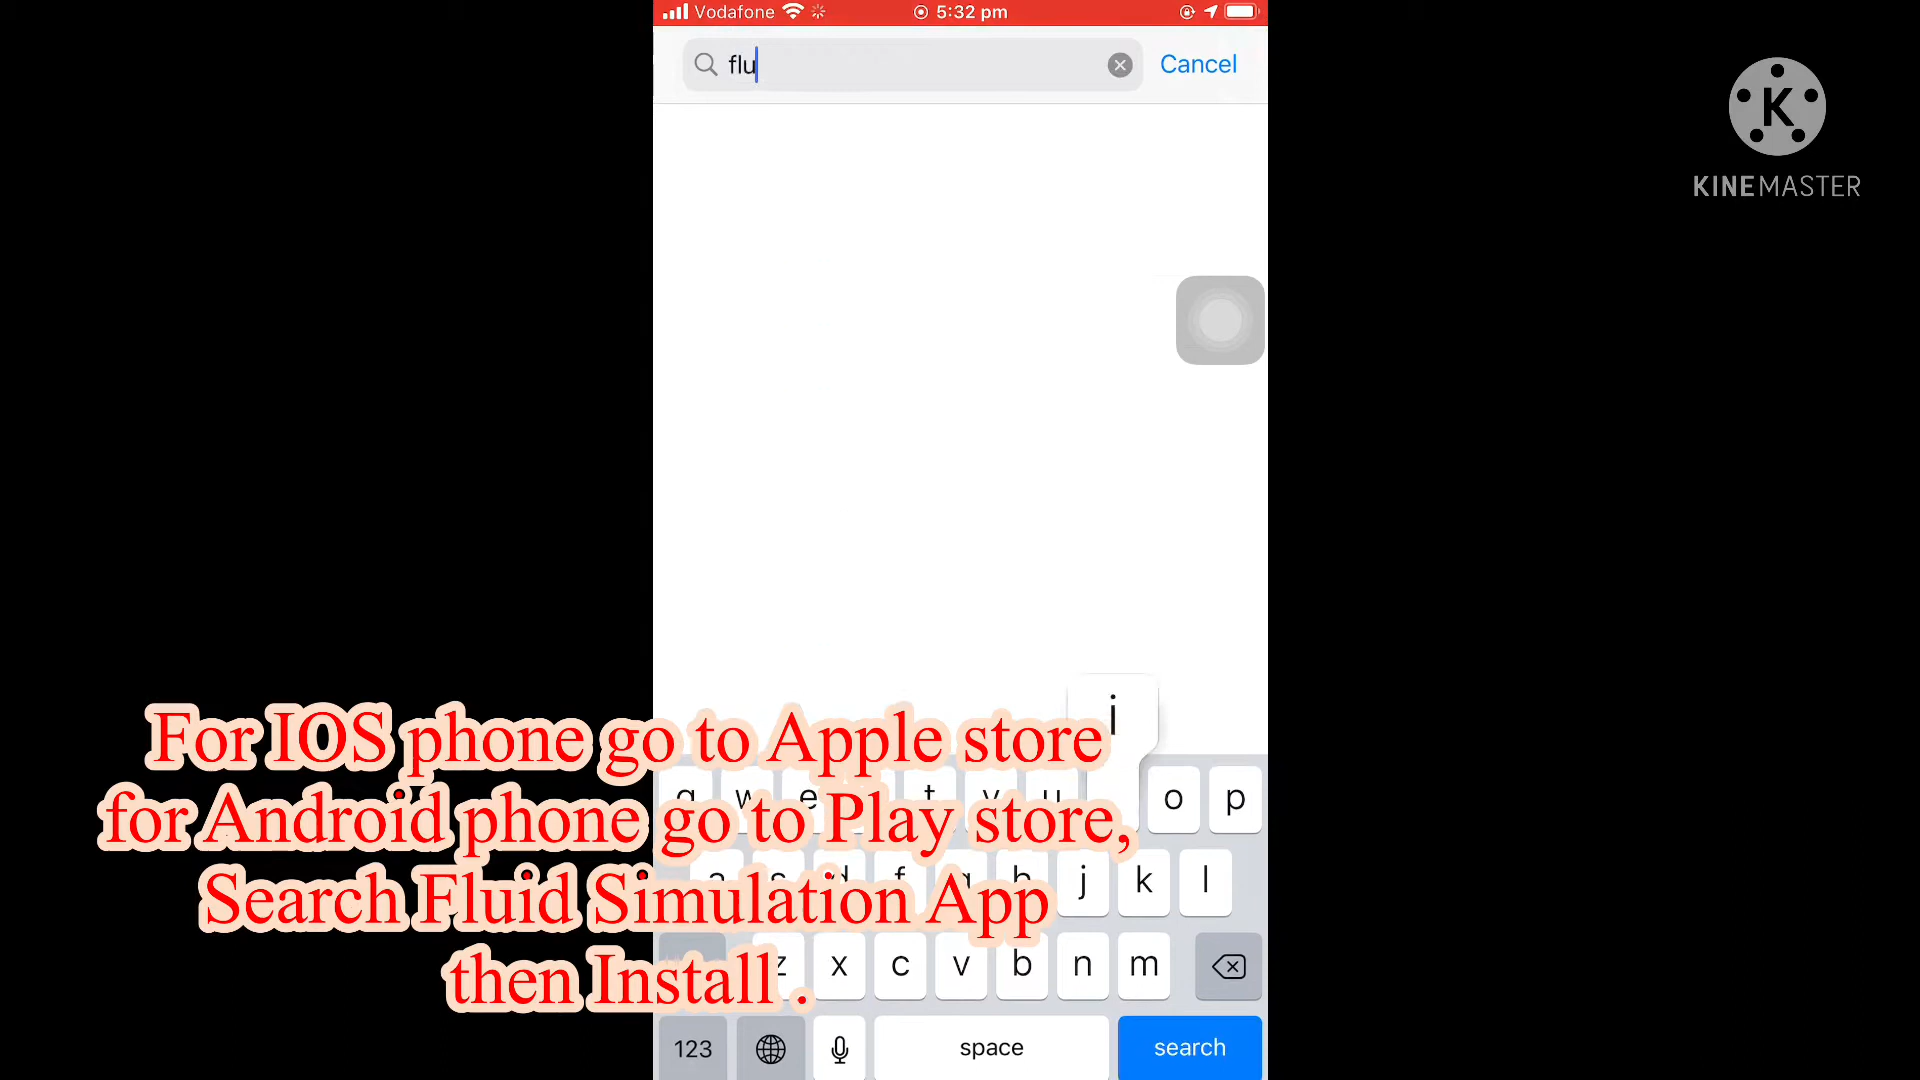 Vodafone 5:32 pm
flu Cancel
K
KINEMASTER
i
For IOS phone go to Apple store
for Android phone go to Play store,
Search Fluid Simulation App
then Install .
q w e t y u o p
a s d f g h j k l
z x c v b n m
123 space search